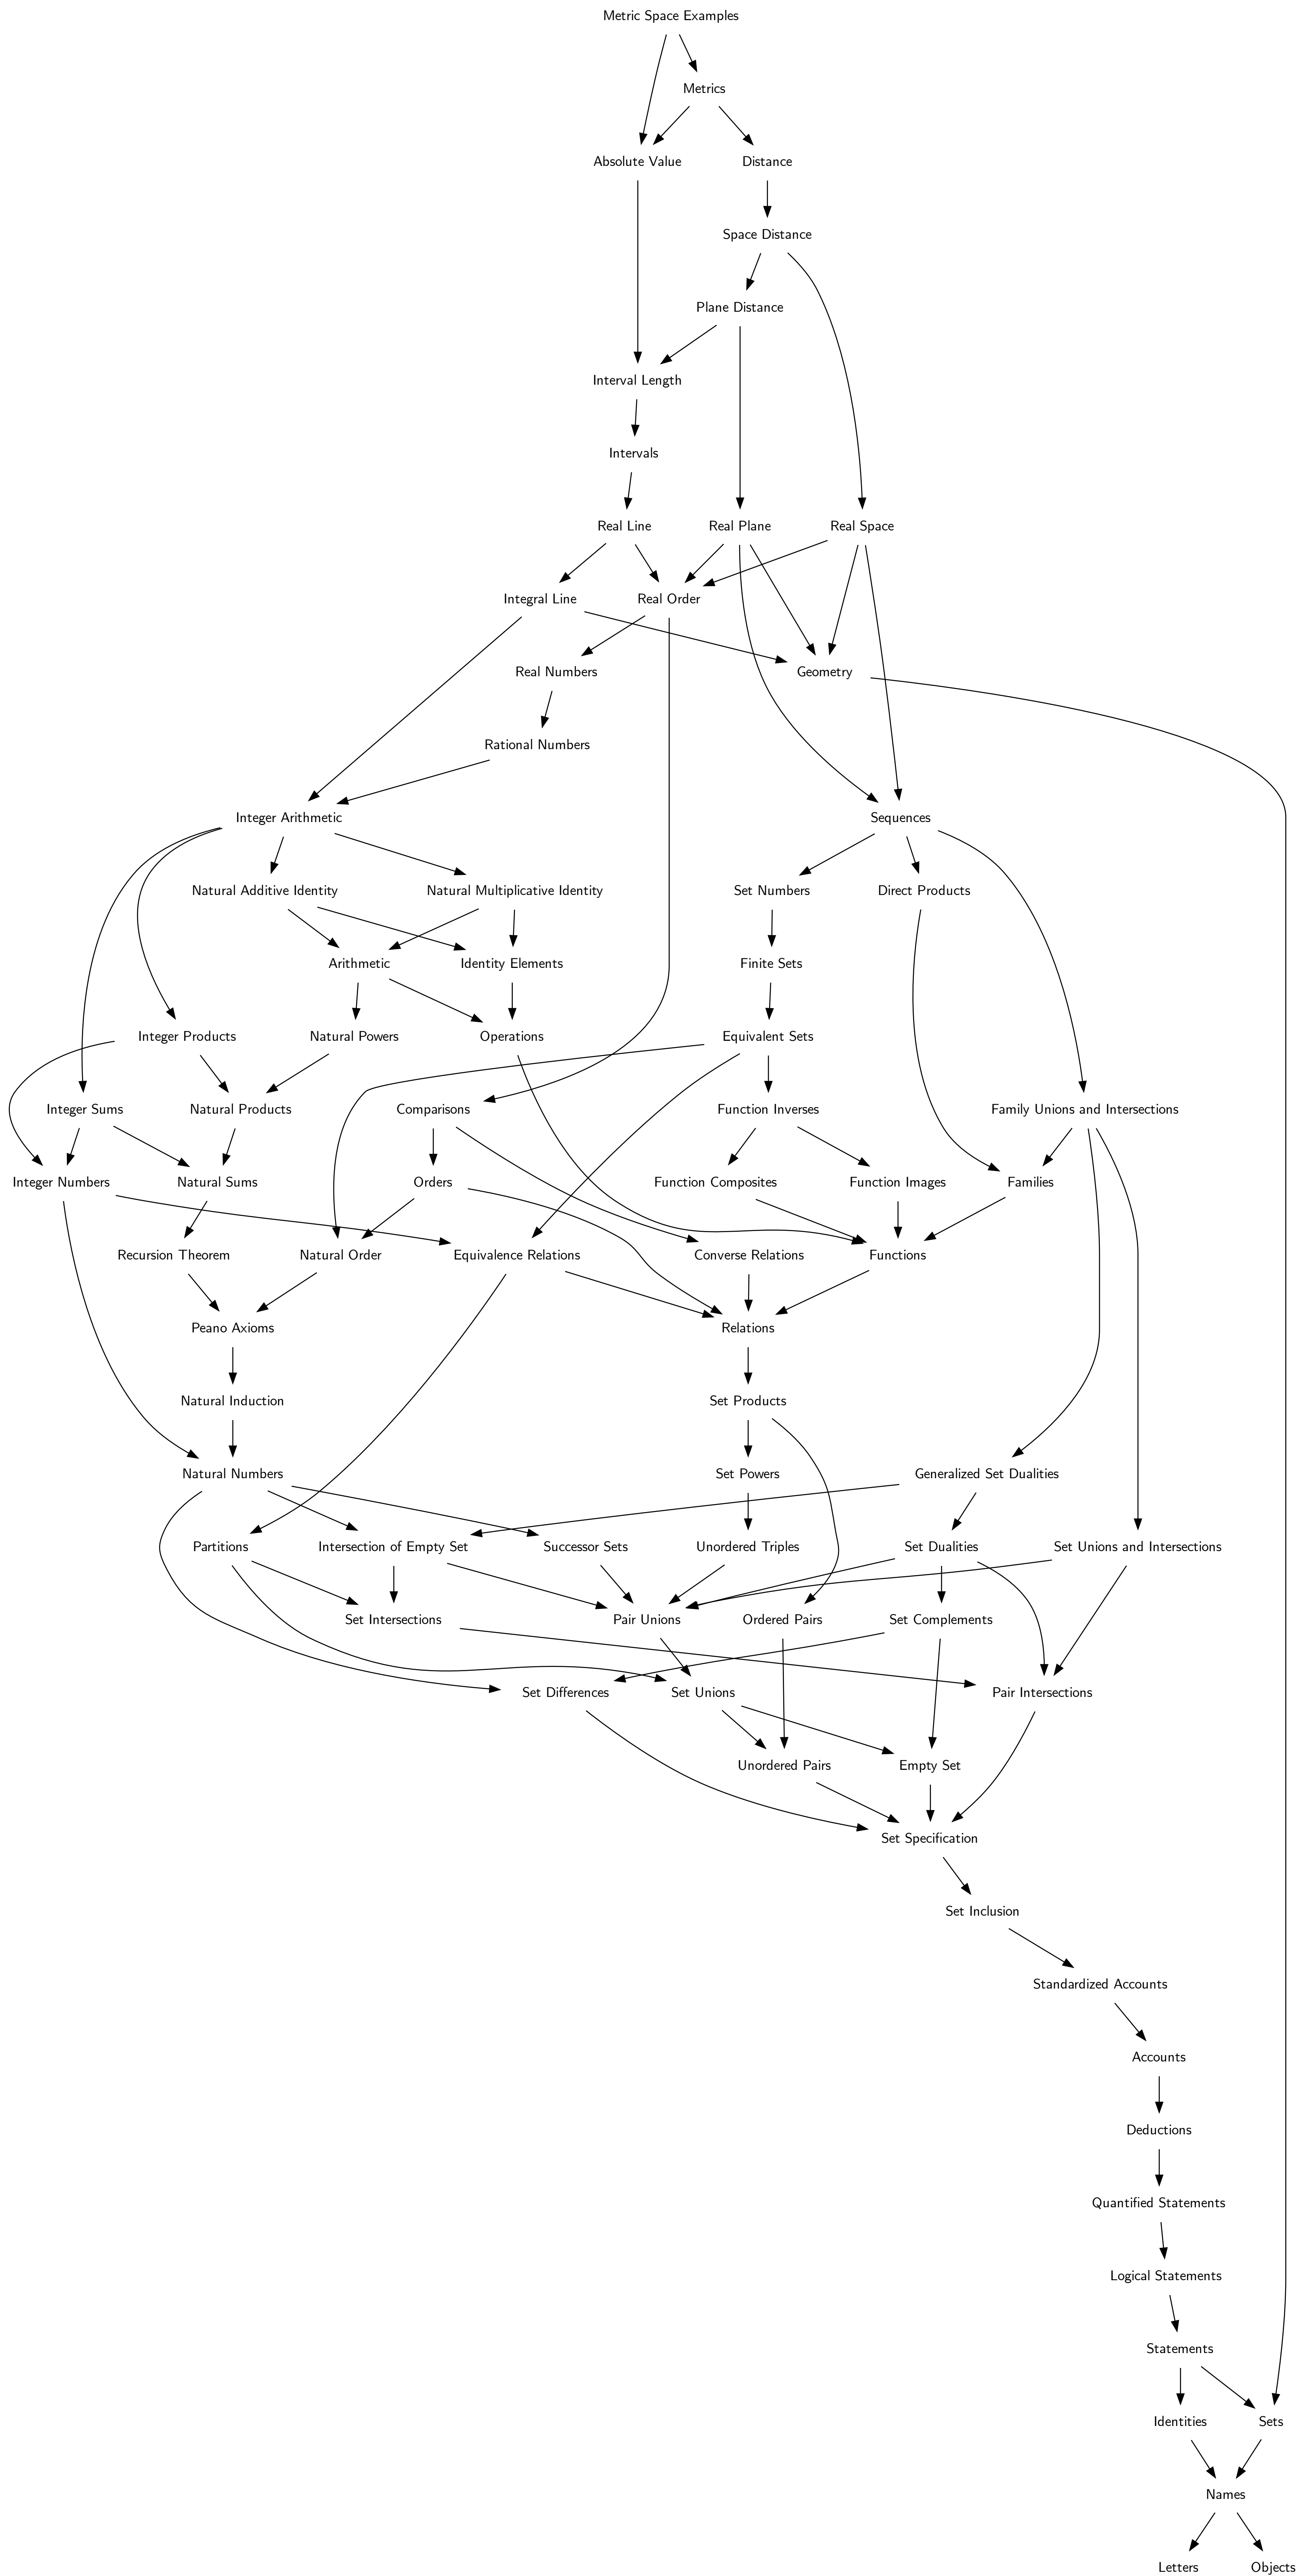 Metric Space Examples
Metrics
Absolute Value
Distance
Space Distance
Plane Distance
Interval Length
Intervals
Real Line
Real Plane
Real Space
Integral Line
Real Order
Real Numbers
Geometry
Rational Numbers
Integer Arithmetic
Sequences
Natural Additive Identity
Natural Multiplicative Identity
Set Numbers
Direct Products
Arithmetic
Identity Elements
Finite Sets
Integer Products
Natural Powers
Operations
Equivalent Sets
Integer Sums
Natural Products
Comparisons
Function Inverses
Family Unions and Intersections
Integer Numbers
Natural Sums
Orders
Function Composites
Function Images
Families
Recursion Theorem
Natural Order
Equivalence Relations
Converse Relations
Functions
Peano Axioms
Relations
Natural Induction
Set Products
Natural Numbers
Set Powers
Generalized Set Dualities
Partitions
Intersection of Empty Set
Successor Sets
Unordered Triples
Set Dualities
Set Unions and Intersections
Set Intersections
Pair Unions
Ordered Pairs
Set Complements
Set Differences
Set Unions
Pair Intersections
Unordered Pairs
Empty Set
Set Specification
Set Inclusion
Standardized Accounts
Accounts
Deductions
Quantified Statements
Logical Statements
Statements
Identities
Sets
Names
Letters
Objects